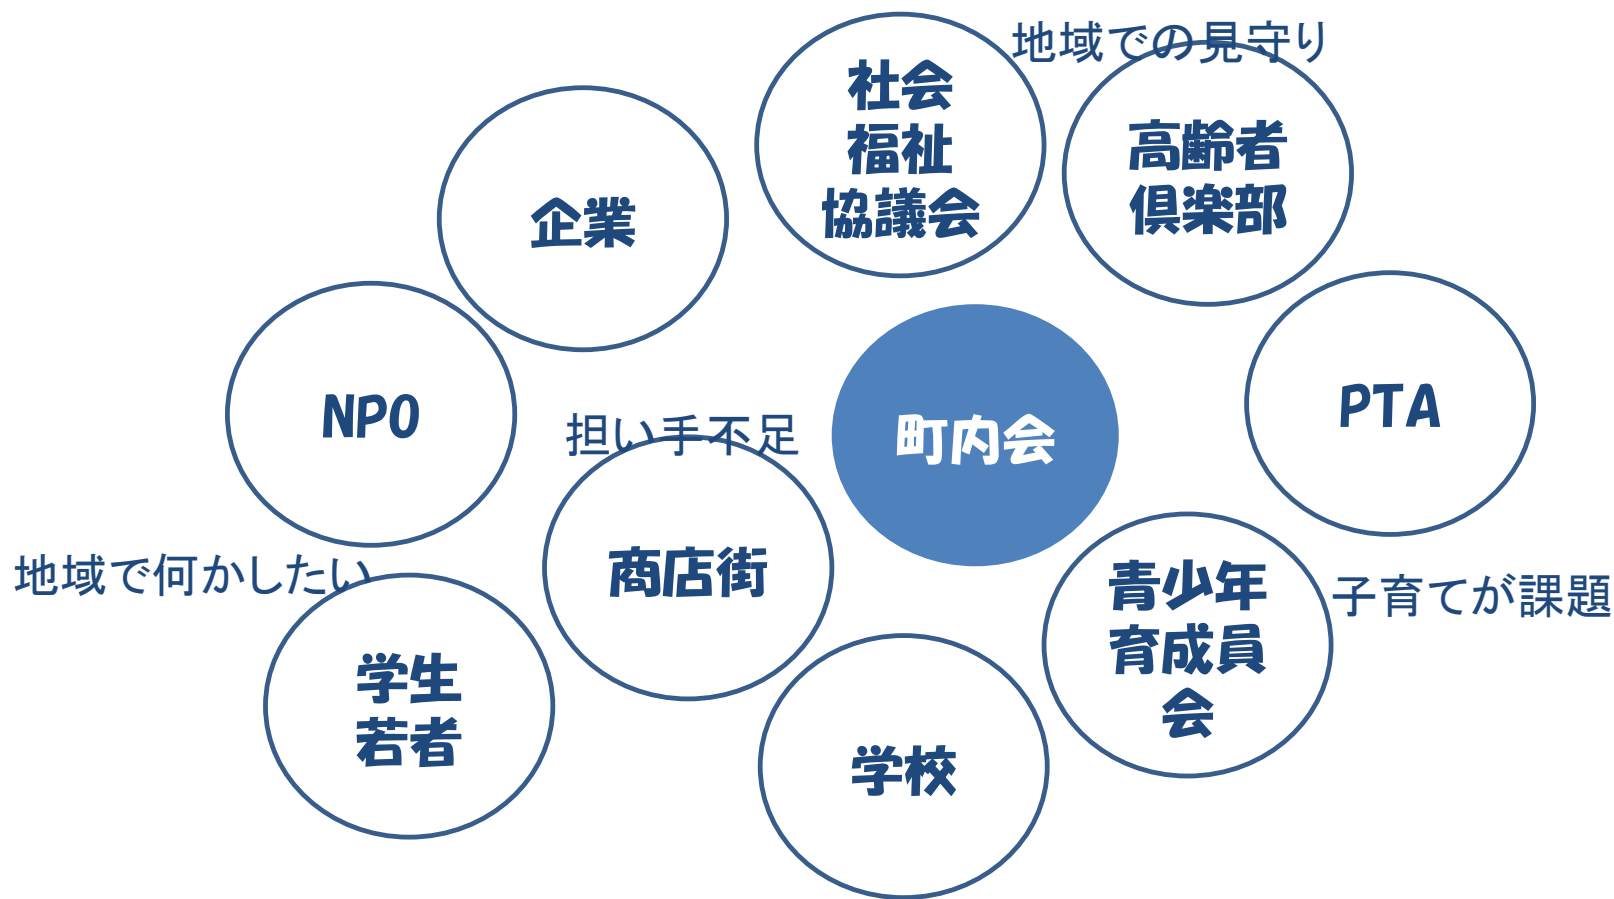 地域での見守り
社会
福祉
協議会
高齢者
倶楽部
企業
NPO
担い手不足
町内会
PTA
商店街
地域で何かしたい
青少年
育成員
会
子育てが課題
学生
若者
学校